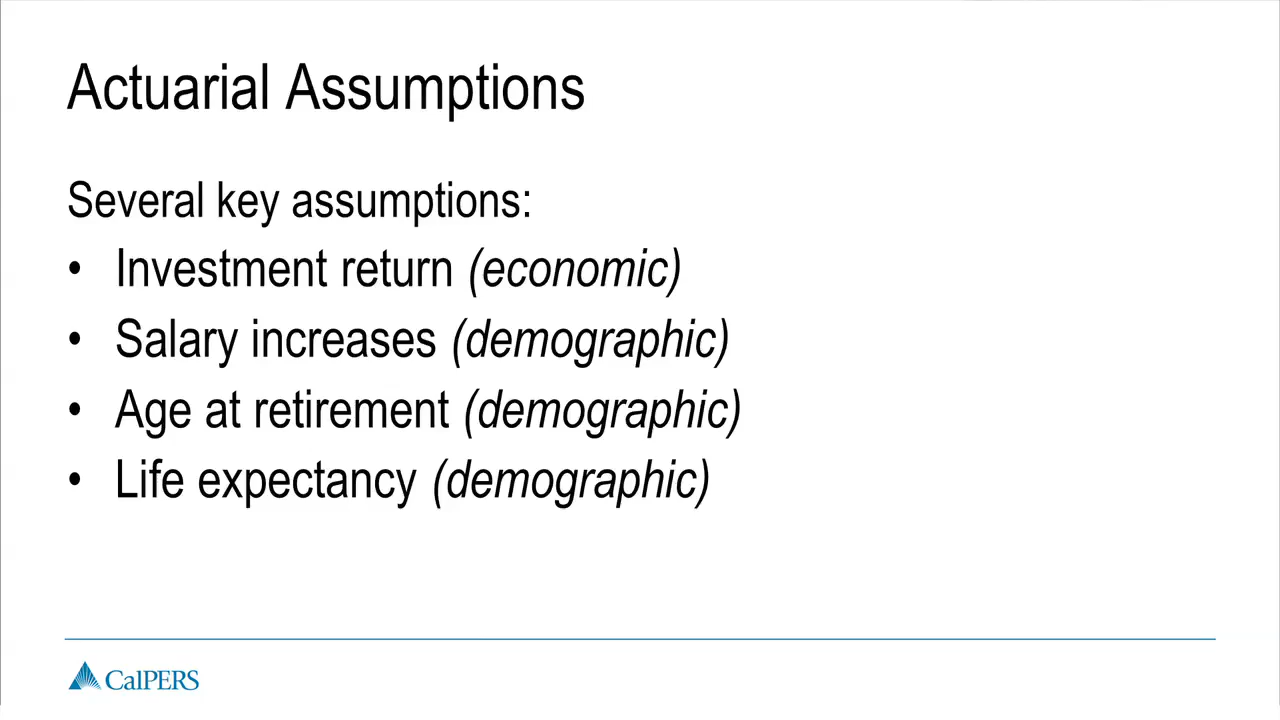 Actuarial Assumptions
Several key assumptions:
• Investment return (economic)
• Salary increases (demographic)
• Age at retirement (demographic)
• Life expectancy (demographic)
CalPERS